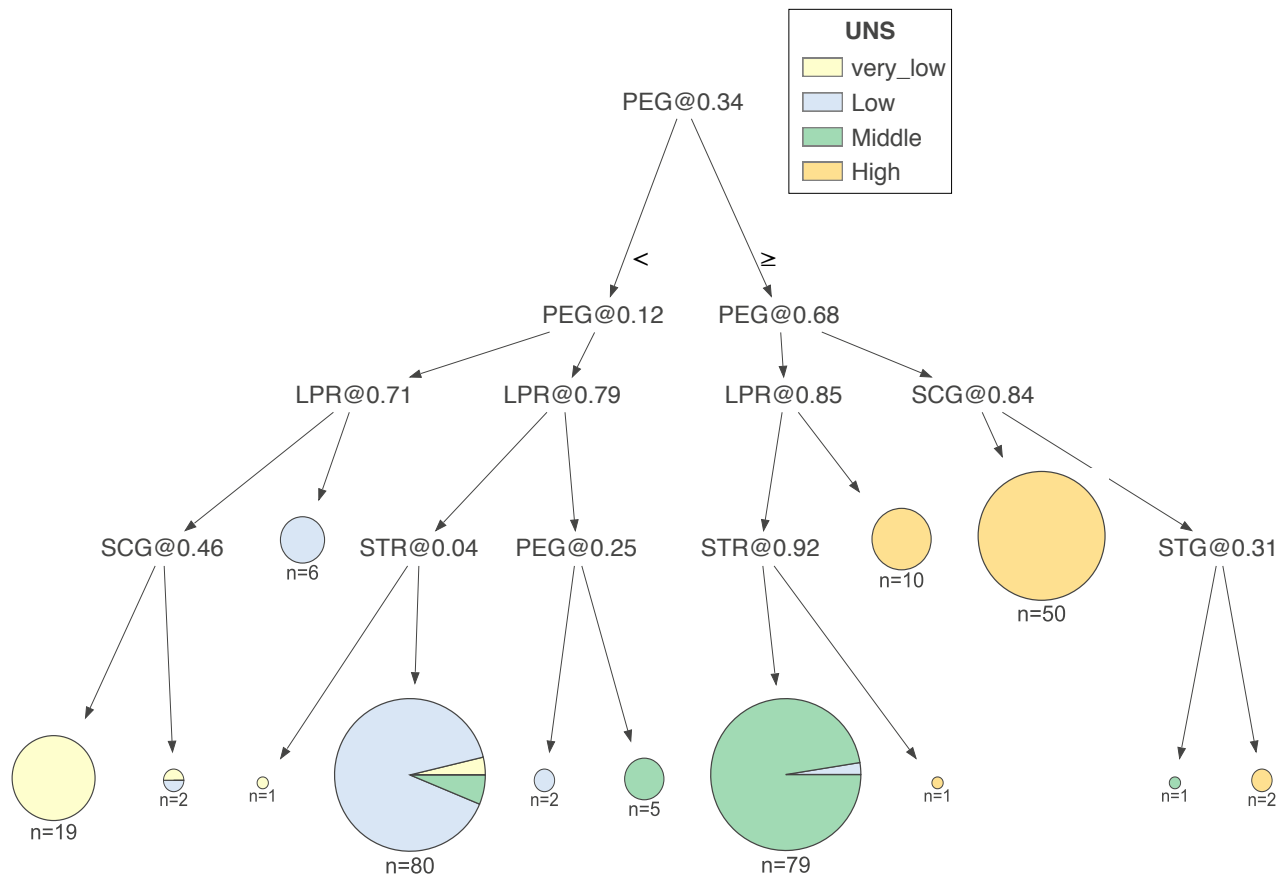 UNS
very_low
Low
Middle
High
PEG@0.34
<
≥
PEG@0.12
PEG@0.68
LPR@0.71
LPR@0.79
LPR@0.85
SCG@0.84
SCG@0.46
n=6
STR@0.04
PEG@0.25
STR@0.92
n=10
n=50
STG@0.31
n=19
n=2
n=1
n=80
n=2
n=5
n=79
n=1
n=1
n=2